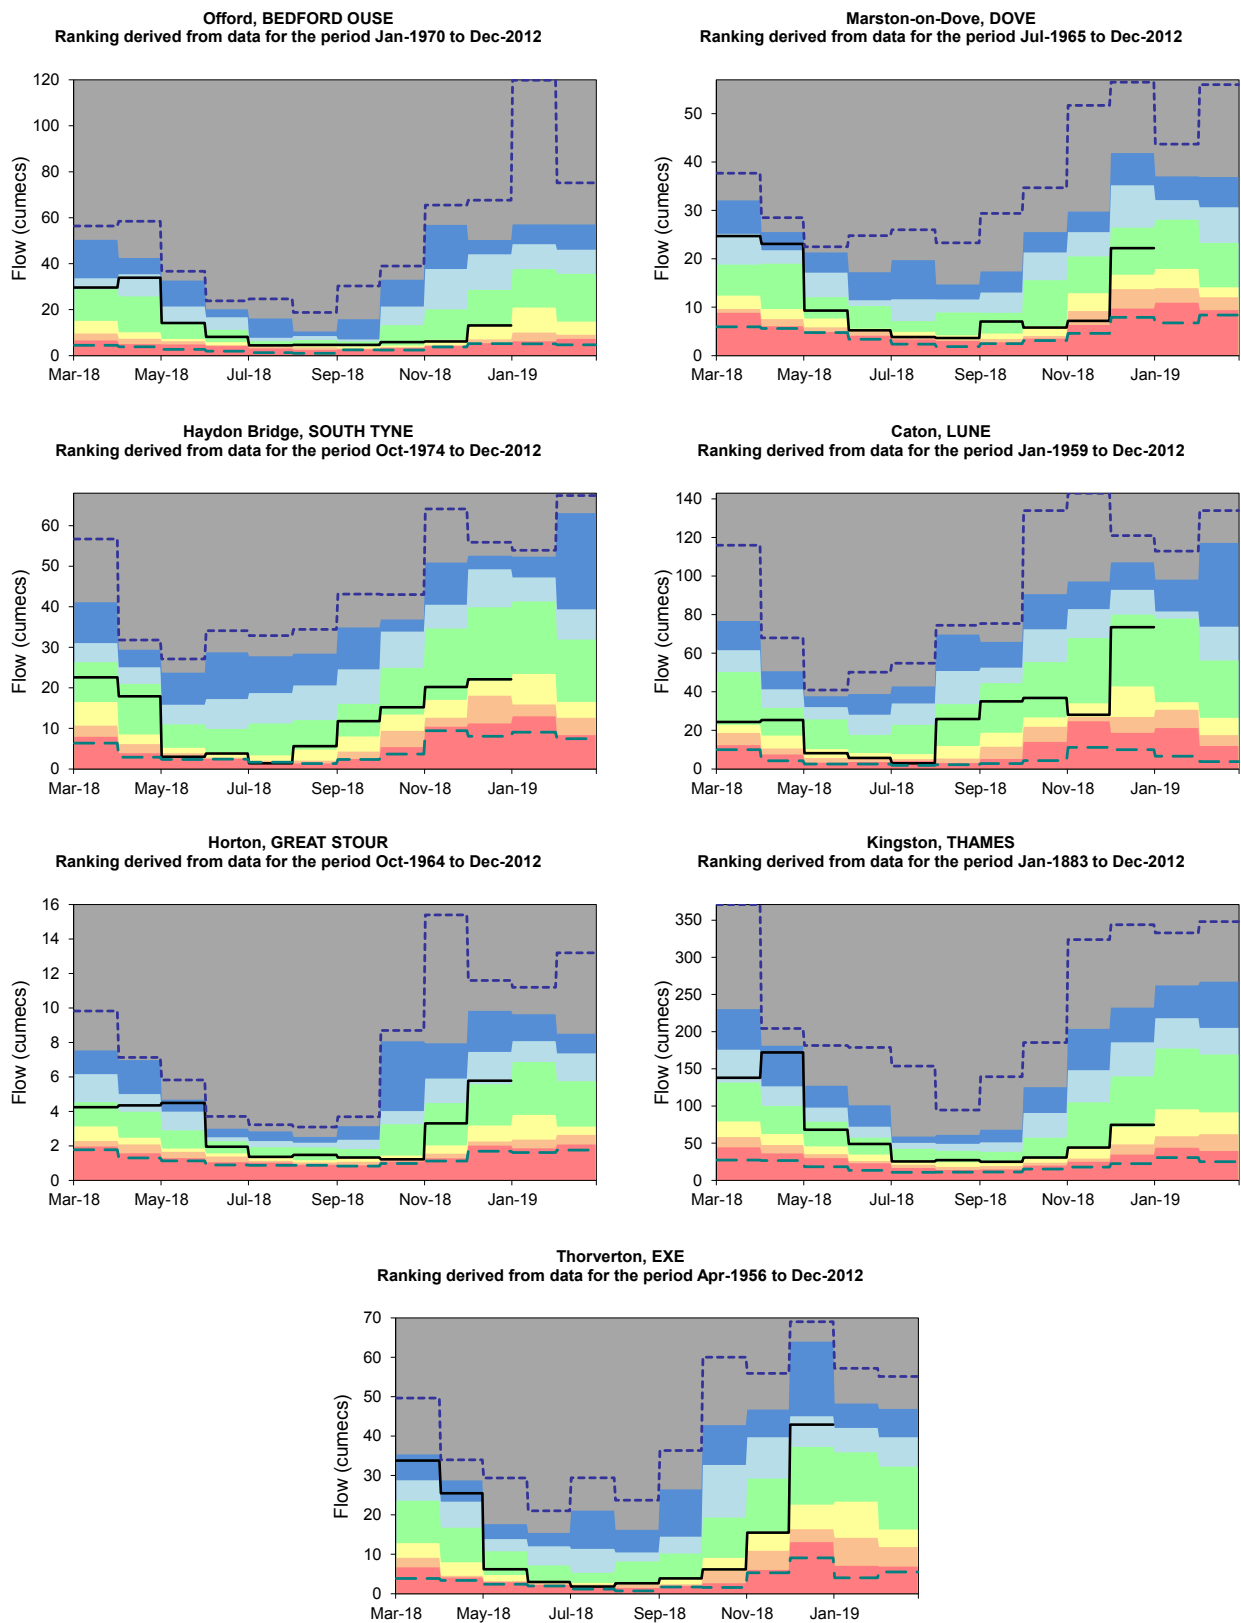 Offord, BEDFORD OUSE
Ranking derived from data for the period Jan-1970 to Dec-2012
Flow (cumecs)
120
100
80
60
40
20
0
Mar-18 May-18 Jul-18 Sep-18 Nov-18 Jan-19
Marston-on-Dove, DOVE
Ranking derived from data for the period Jul-1965 to Dec-2012
Flow (cumecs)
50
40
30
20
10
0
Mar-18 May-18 Jul-18 Sep-18 Nov-18 Jan-19
Haydon Bridge, SOUTH TYNE
Ranking derived from data for the period Oct-1974 to Dec-2012
Flow (cumecs)
60
50
40
30
20
10
0
Mar-18 May-18 Jul-18 Sep-18 Nov-18 Jan-19
Caton, LUNE
Ranking derived from data for the period Jan-1959 to Dec-2012
Flow (cumecs)
140
120
100
80
60
40
20
0
Mar-18 May-18 Jul-18 Sep-18 Nov-18 Jan-19
Horton, GREAT STOUR
Ranking derived from data for the period Oct-1964 to Dec-2012
Flow (cumecs)
16
14
12
10
8
6
4
2
0
Mar-18 May-18 Jul-18 Sep-18 Nov-18 Jan-19
Kingston, THAMES
Ranking derived from data for the period Jan-1883 to Dec-2012
Flow (cumecs)
350
300
250
200
150
100
50
0
Mar-18 May-18 Jul-18 Sep-18 Nov-18 Jan-19
Thorverton, EXE
Ranking derived from data for the period Apr-1956 to Dec-2012
Flow (cumecs)
70
60
50
40
30
20
10
0
Mar-18 May-18 Jul-18 Sep-18 Nov-18 Jan-19